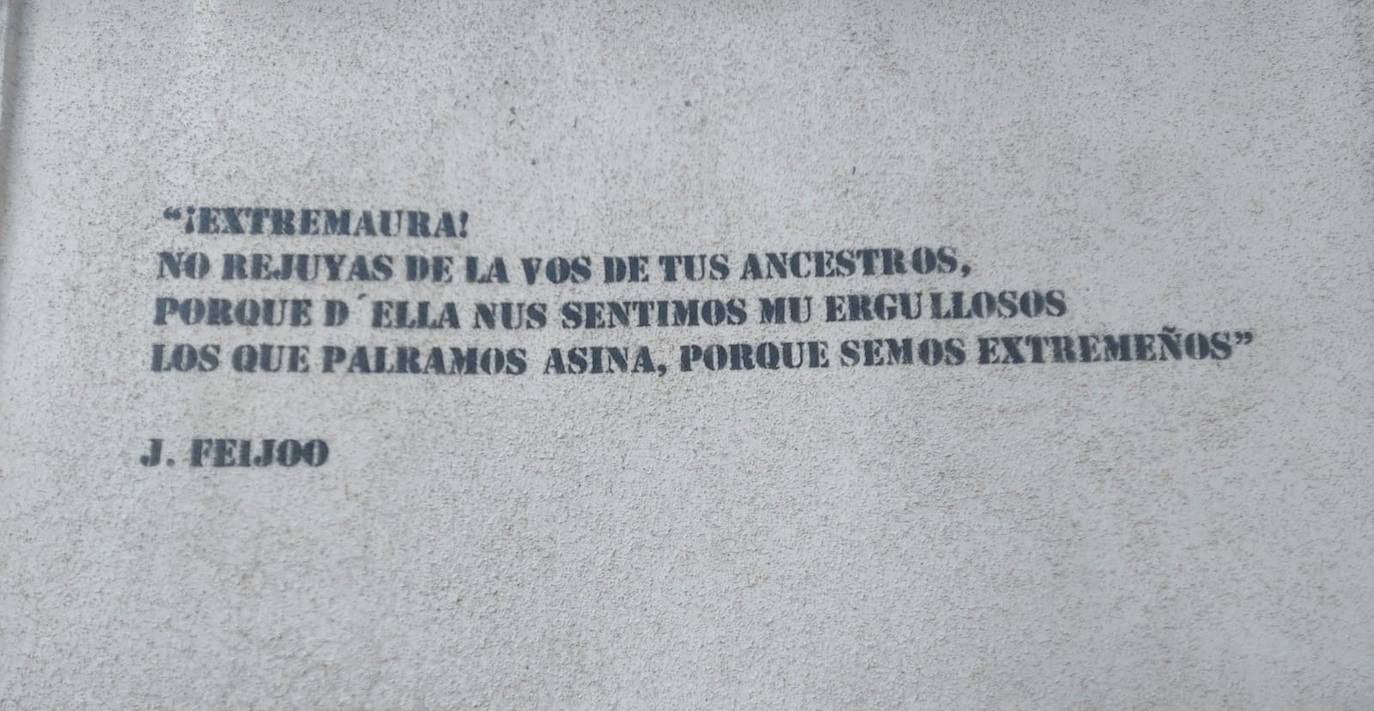 “¡EXTREMAURA!
NO REJUYAS DE LA VOS DE TUS ANCESTROS,
PORQUE D´ELLA NUS SENTIMOS MU ERGULLOSOS
LOS QUE PALRAMOS ASINA, PORQUE SEMOS EXTREMEÑOS”
J. FEIJOO